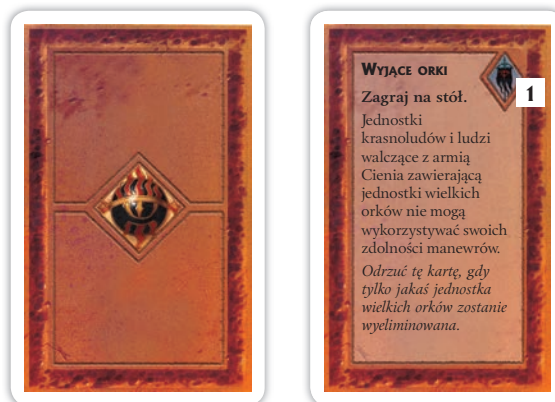 Wyjące orki
1
Zagraj na stół.
Jednostki
krasnoludów i ludzi
walczące z armią
Cienia zawierającą
jednostki wielkich
orków nie mogą
wykorzystywać swoich
zdolności manewrów.
Odrzuć tę kartę, gdy
tylko jakaś jednostka
wielkich orków zostanie
wyeliminowana.